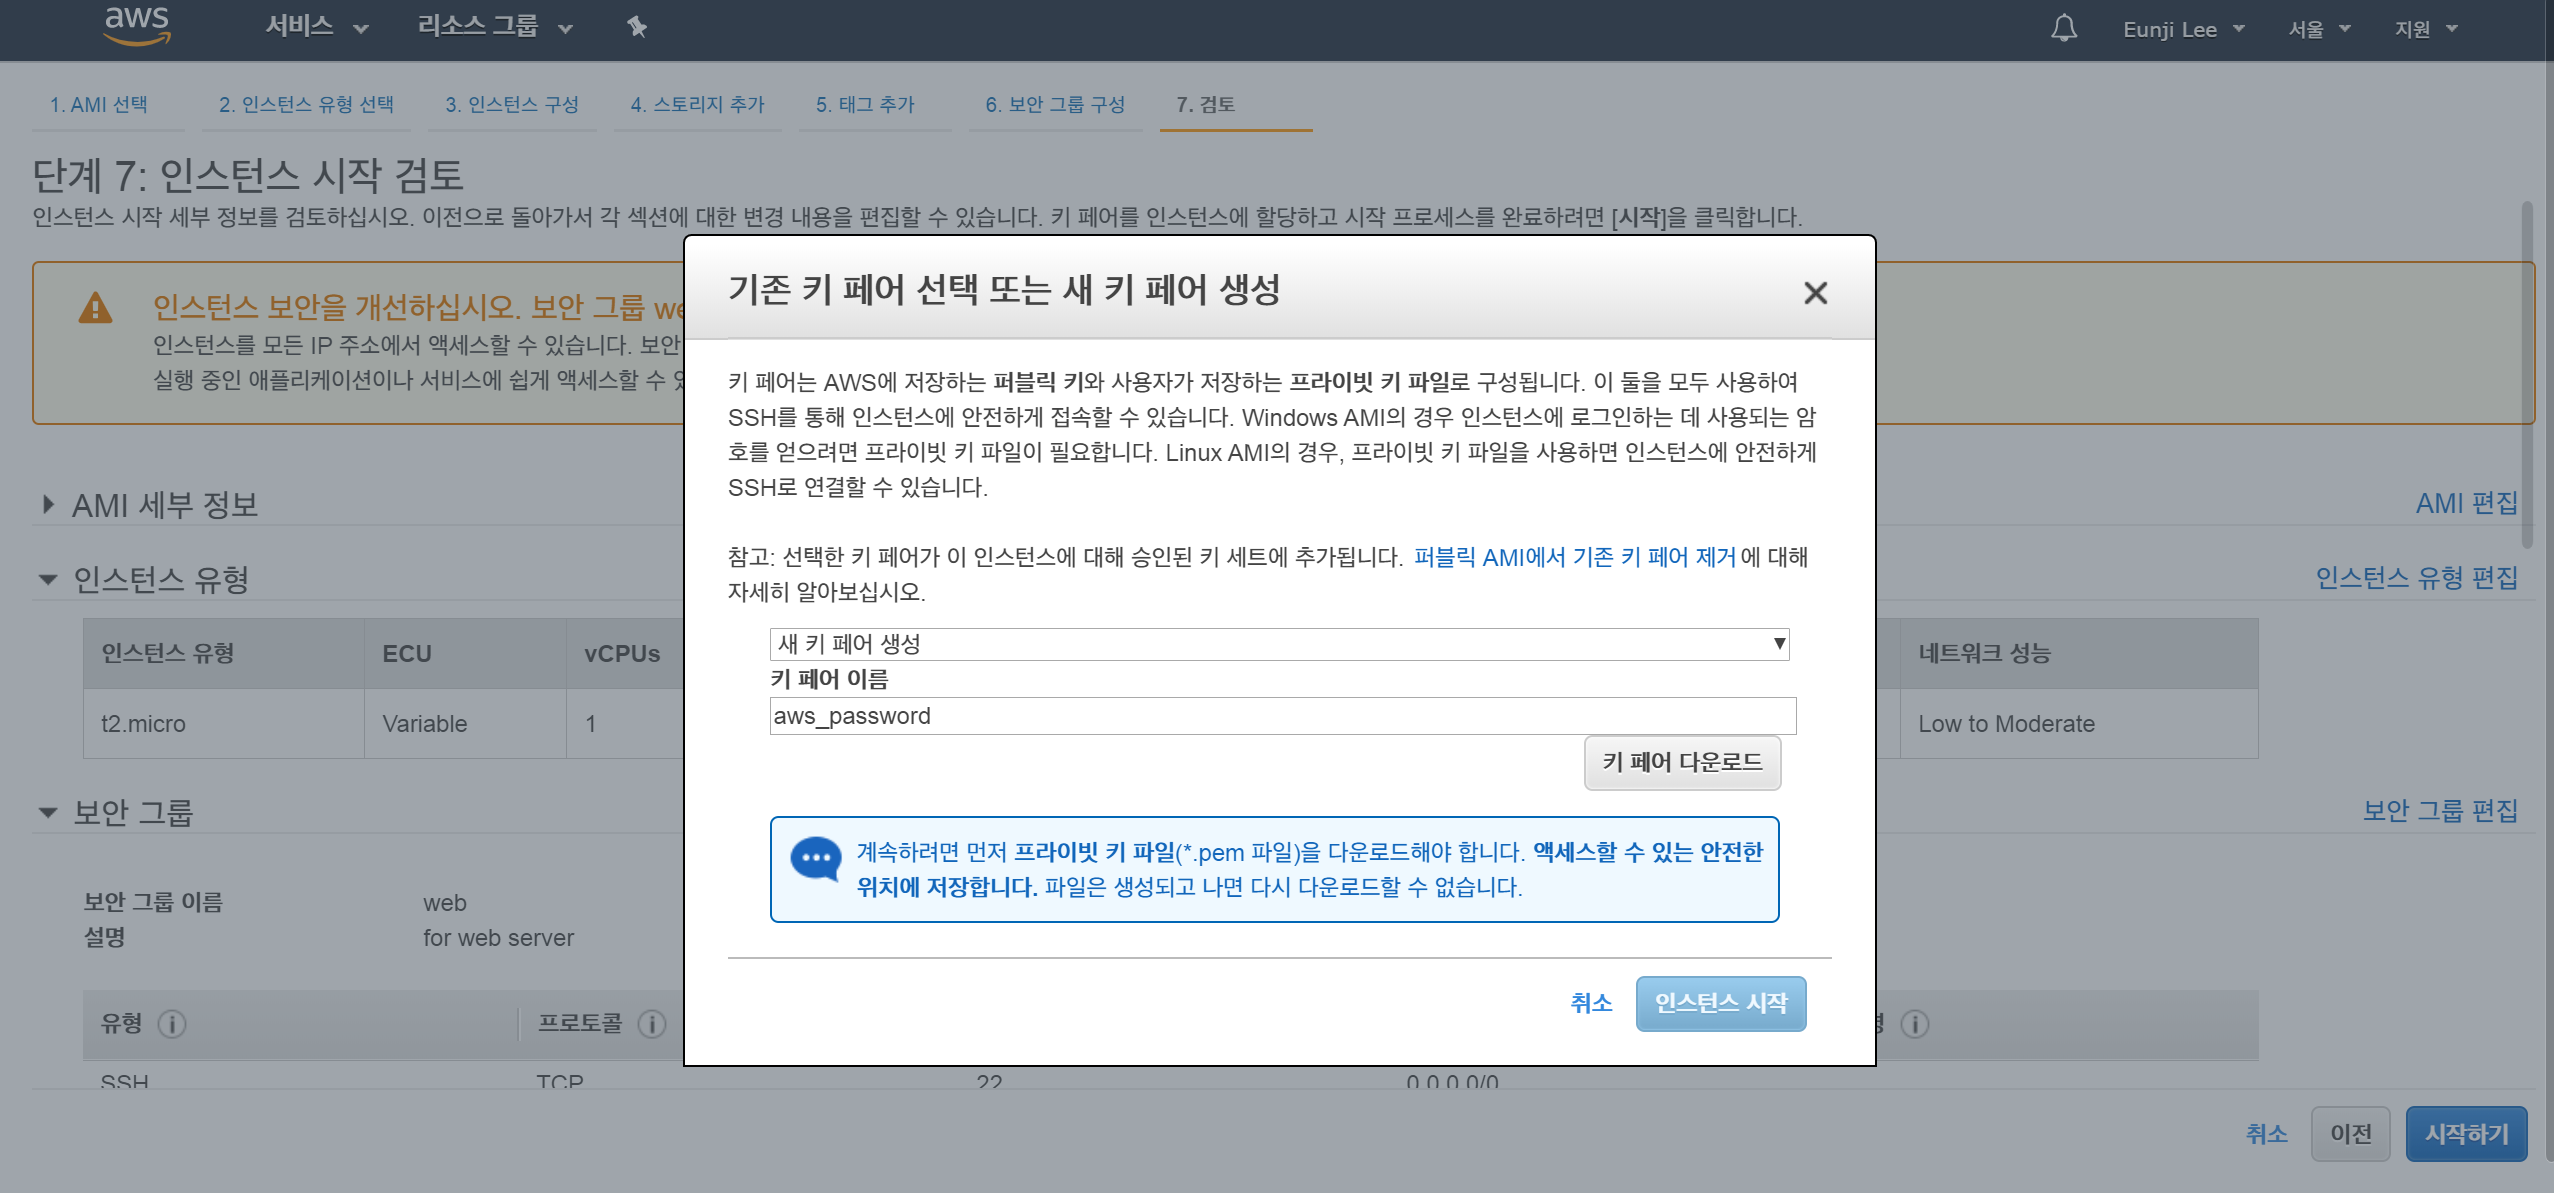 aws 서비스 리소스 그룹 Eunji Lee 서울 지원
1. AMI 선택 2. 인스턴스 유형 선택 3. 인스턴스 구성 4. 스토리지 추가 5. 태그 추가 6. 보안 그룹 구성 7. 검토
단계 7: 인스턴스 시작 검토
인스턴스 시작 세부 정보를 검토하십시오. 이전으로 돌아가서 각 섹션에 대한 변경 내용을 편집할 수 있습니다. 키 페어를 인스턴스에 할당하고 시작 프로세스를 완료하려면 [시작]을 클릭합니다.
인스턴스 보안을 개선하십시오. 보안 그룹 we
인스턴스를 모든 IP 주소에서 액세스할 수 있습니다. 보안
실행 중인 애플리케이션이나 서비스에 쉽게 액세스할 수
AMI 세부 정보
AMI 편집
인스턴스 유형
인스턴스 유형 편집
인스턴스 유형 ECU vCPUs 네트워크 성능
t2.micro Variable 1 Low to Moderate
보안 그룹
보안 그룹 편집
보안 그룹 이름 web
설명 for web server
유형 프로토콜
SSH TCP 22 0.0.0.0/0
취소 이전 시작하기
기존 키 페어 선택 또는 새 키 페어 생성
키 페어는 AWS에 저장하는 퍼블릭 키와 사용자가 저장하는 프라이빗 키 파일로 구성됩니다. 이 둘을 모두 사용하여
SSH를 통해 인스턴스에 안전하게 접속할 수 있습니다. Windows AMI의 경우 인스턴스에 로그인하는 데 사용되는 암
호를 얻으려면 프라이빗 키 파일이 필요합니다. Linux AMI의 경우, 프라이빗 키 파일을 사용하면 인스턴스에 안전하게
SSH로 연결할 수 있습니다.
참고: 선택한 키 페어가 이 인스턴스에 대해 승인된 키 세트에 추가됩니다. 퍼블릭 AMI에서 기존 키 페어 제거 에 대해
자세히 알아보십시오.
새 키 페어 생성
키 페어 이름
aws_password
키 페어 다운로드
계속하려면 먼저 프라이빗 키 파일(*.pem 파일)을 다운로드해야 합니다. 액세스할 수 있는 안전한
위치에 저장합니다. 파일은 생성되고 나면 다시 다운로드할 수 없습니다.
취소 인스턴스 시작